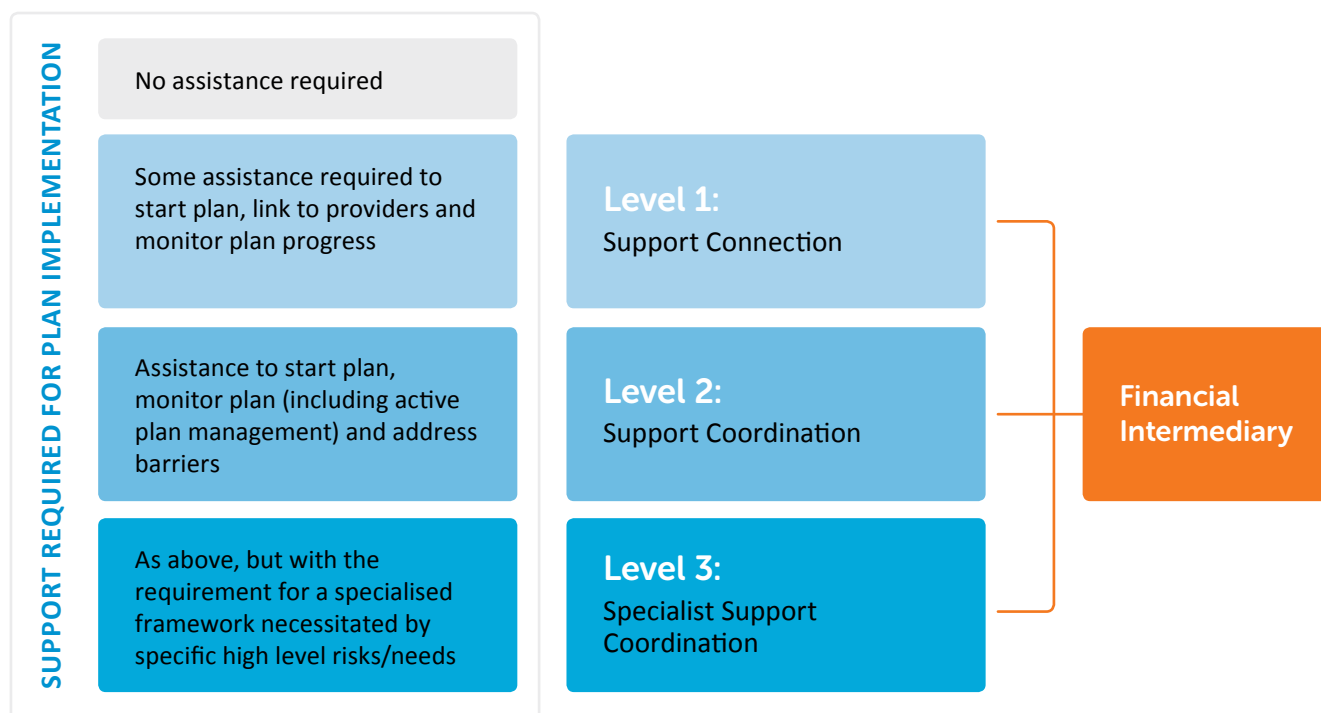 SUPPORT REQUIRED FOR PLAN IMPLEMENTATION
No assistance required
Some assistance required to
start plan, link to providers and
monitor plan progress
Level 1:
Support Connection
Assistance to start plan,
monitor plan (including active
plan management) and address
barriers
Level 2:
Support Coordination
As above, but with the
requirement for a specialised
framework necessitated by
specific high level risks/needs
Level 3:
Specialist Support
Coordination
Financial
Intermediary